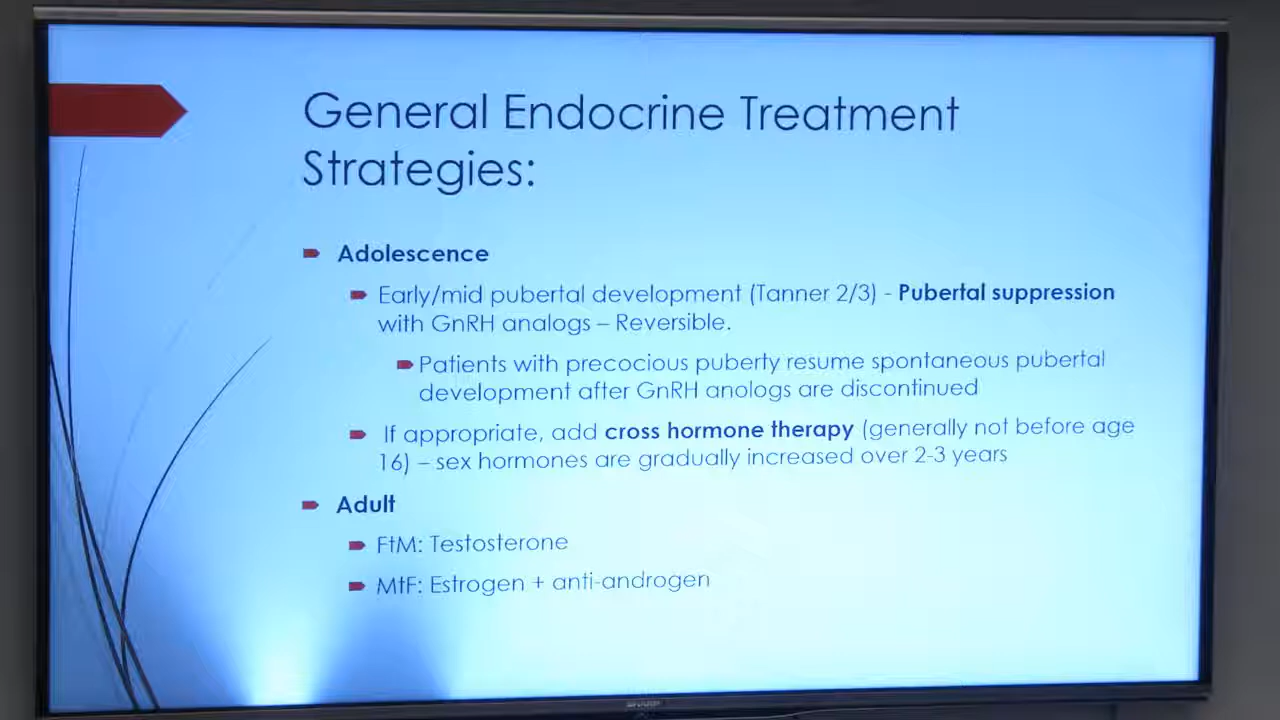 General Endocrine Treatment
Strategies:
Adolescence
Early/mid pubertal development (Tanner 2/3) - Pubertal suppression
with GnRH analogs – Reversible.
Patients with precocious puberty resume spontaneous pubertal
development after GnRH anologs are discontinued
If appropriate, add cross hormone therapy (generally not before age
16) – sex hormones are gradually increased over 2-3 years
Adult
FtM: Testosterone
MtF: Estrogen + anti-androgen